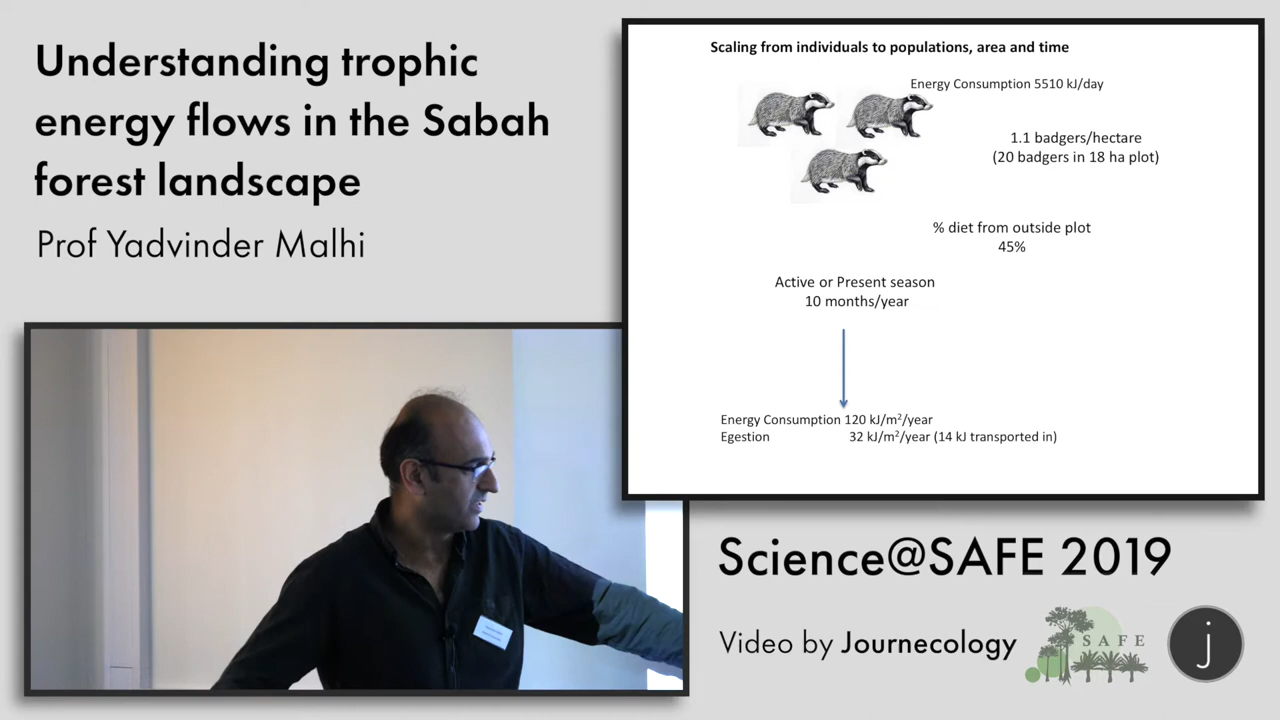 Understanding trophic
energy flows in the Sabah
forest landscape
Prof Yadvinder Malhi
Scaling from individuals to populations, area and time
Energy Consumption 5510 kJ/day
1.1 badgers/hectare
(20 badgers in 18 ha plot)
% diet from outside plot
45%
Active or Present season
10 months/year
Energy Consumption 120 kJ/m²/year
Egestion 32 kJ/m²/year (14 kJ transported in)
Science@SAFE 2019
Video by Journecology
SAFE
j